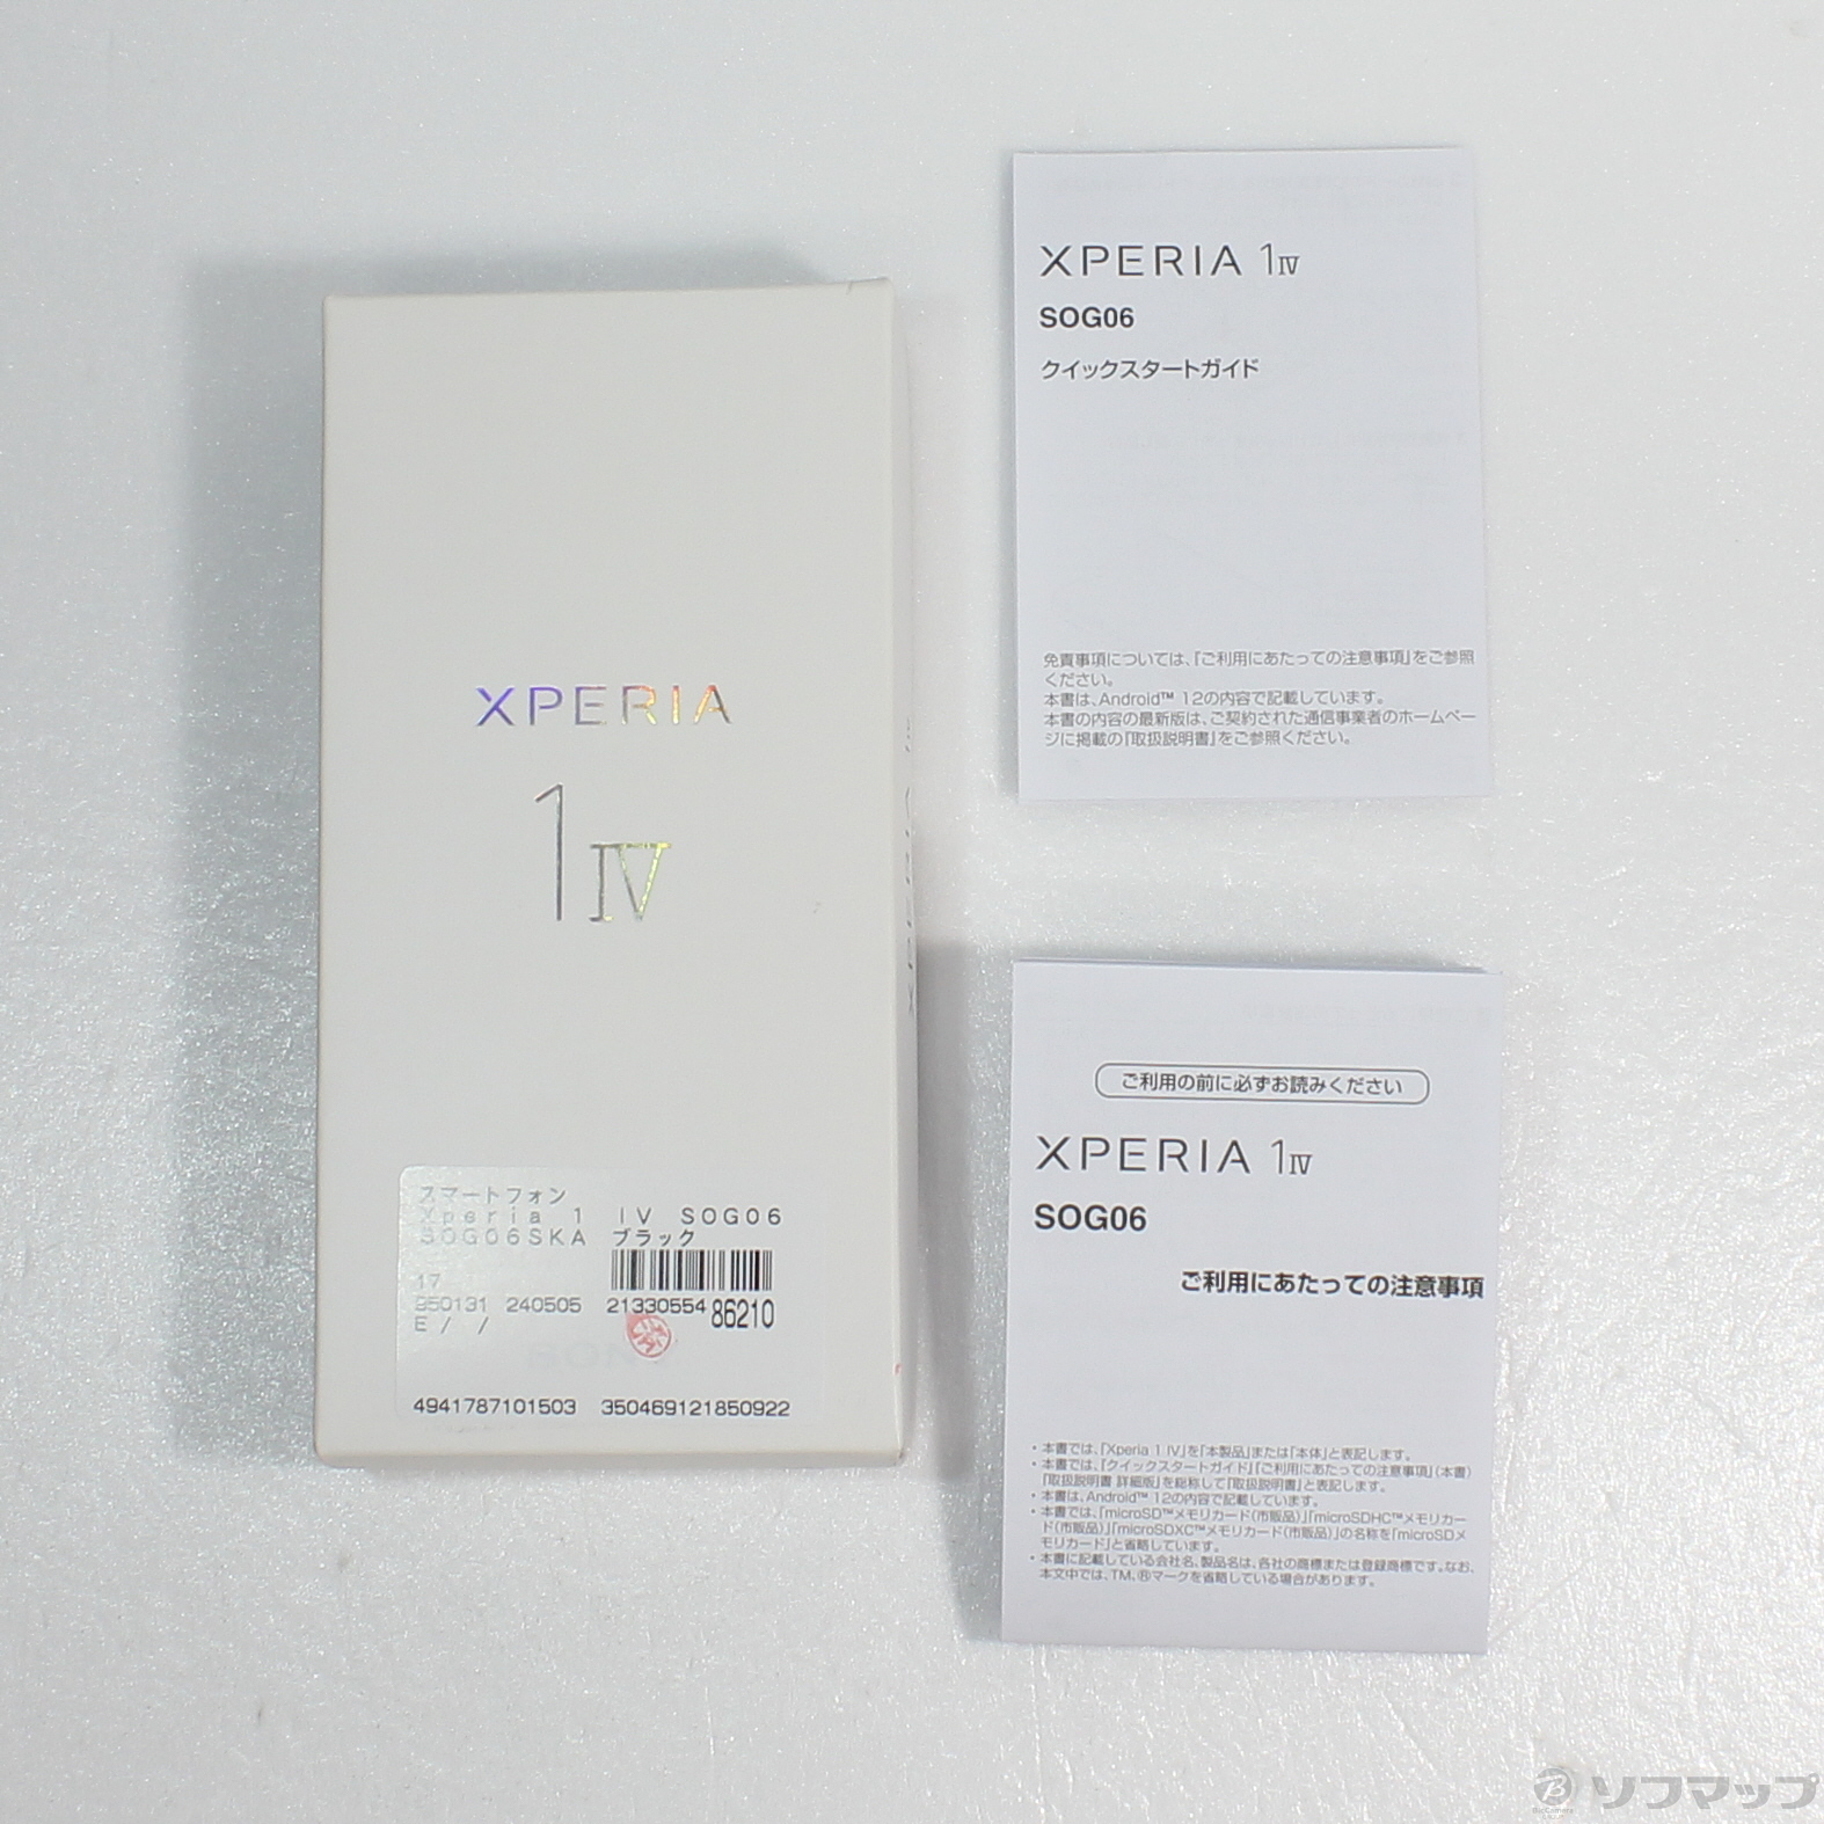 XPERIA
1 IV
スマートフォン
Xperia 1 IV SOG06
SOG06SKA ブラック
17
950131 240505 2133055486210
E / /
4941787101503 350469121850922
XPERIA 1 IV
SOG06
クイックスタートガイド
免責事項については、『ご利用にあたっての注意事項』をご参照
ください。
本書は、Android™ 12の内容で記載しています。
本書の内容の最新版は、ご契約された通信事業者のホームペー
ジに掲載の『取扱説明書』をご参照ください。
ご利用の前に必ずお読みください
XPERIA 1 IV
SOG06
ご利用にあたっての注意事項
・本書では、「Xperia 1 IV」を「本製品」または「本体」と表記します。
・本書では、『クイックスタートガイド』『ご利用にあたっての注意事項』(本書)
『取扱説明書 詳細版』を総称して『取扱説明書』と表記します。
・本書は、Android™ 12の内容で記載しています。
・本書では、「microSD™メモリカード(市販品)」「microSDHC™メモリカー
ド(市販品)」「microSDXC™メモリカード(市販品)」の名称を「microSDメ
モリカード」と省略しています。
・本書に記載している会社名、製品名は、各社の商標または登録商標です。なお、
本文中では、TM、®マークを省略している場合があります。
ソフマップ